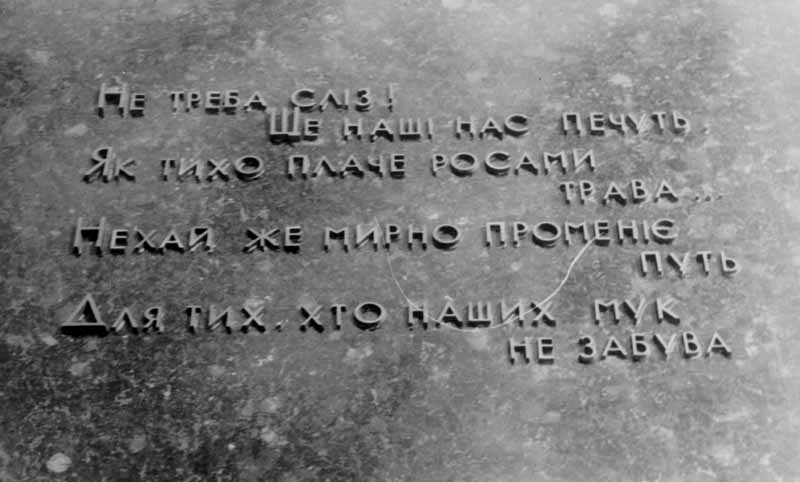 Не треба сліз!
Ще наші нас печуть.
Як тихо плаче росами
трава...
Нехай же мирно променіє
путь
Для тих, хто наших мук
не забува